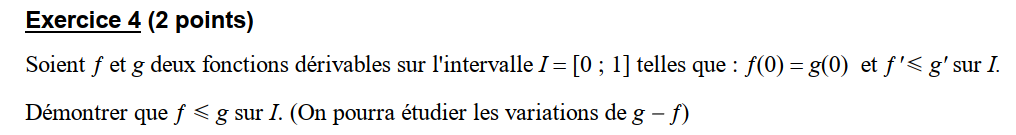 Exercice 4 (2 points)
Soient f et g deux fonctions dérivables sur l'intervalle I = [0 ; 1] telles que : f(0) = g(0) et f ' ⩽ g' sur I.
Démontrer que f ⩽ g sur I. (On pourra étudier les variations de g – f)